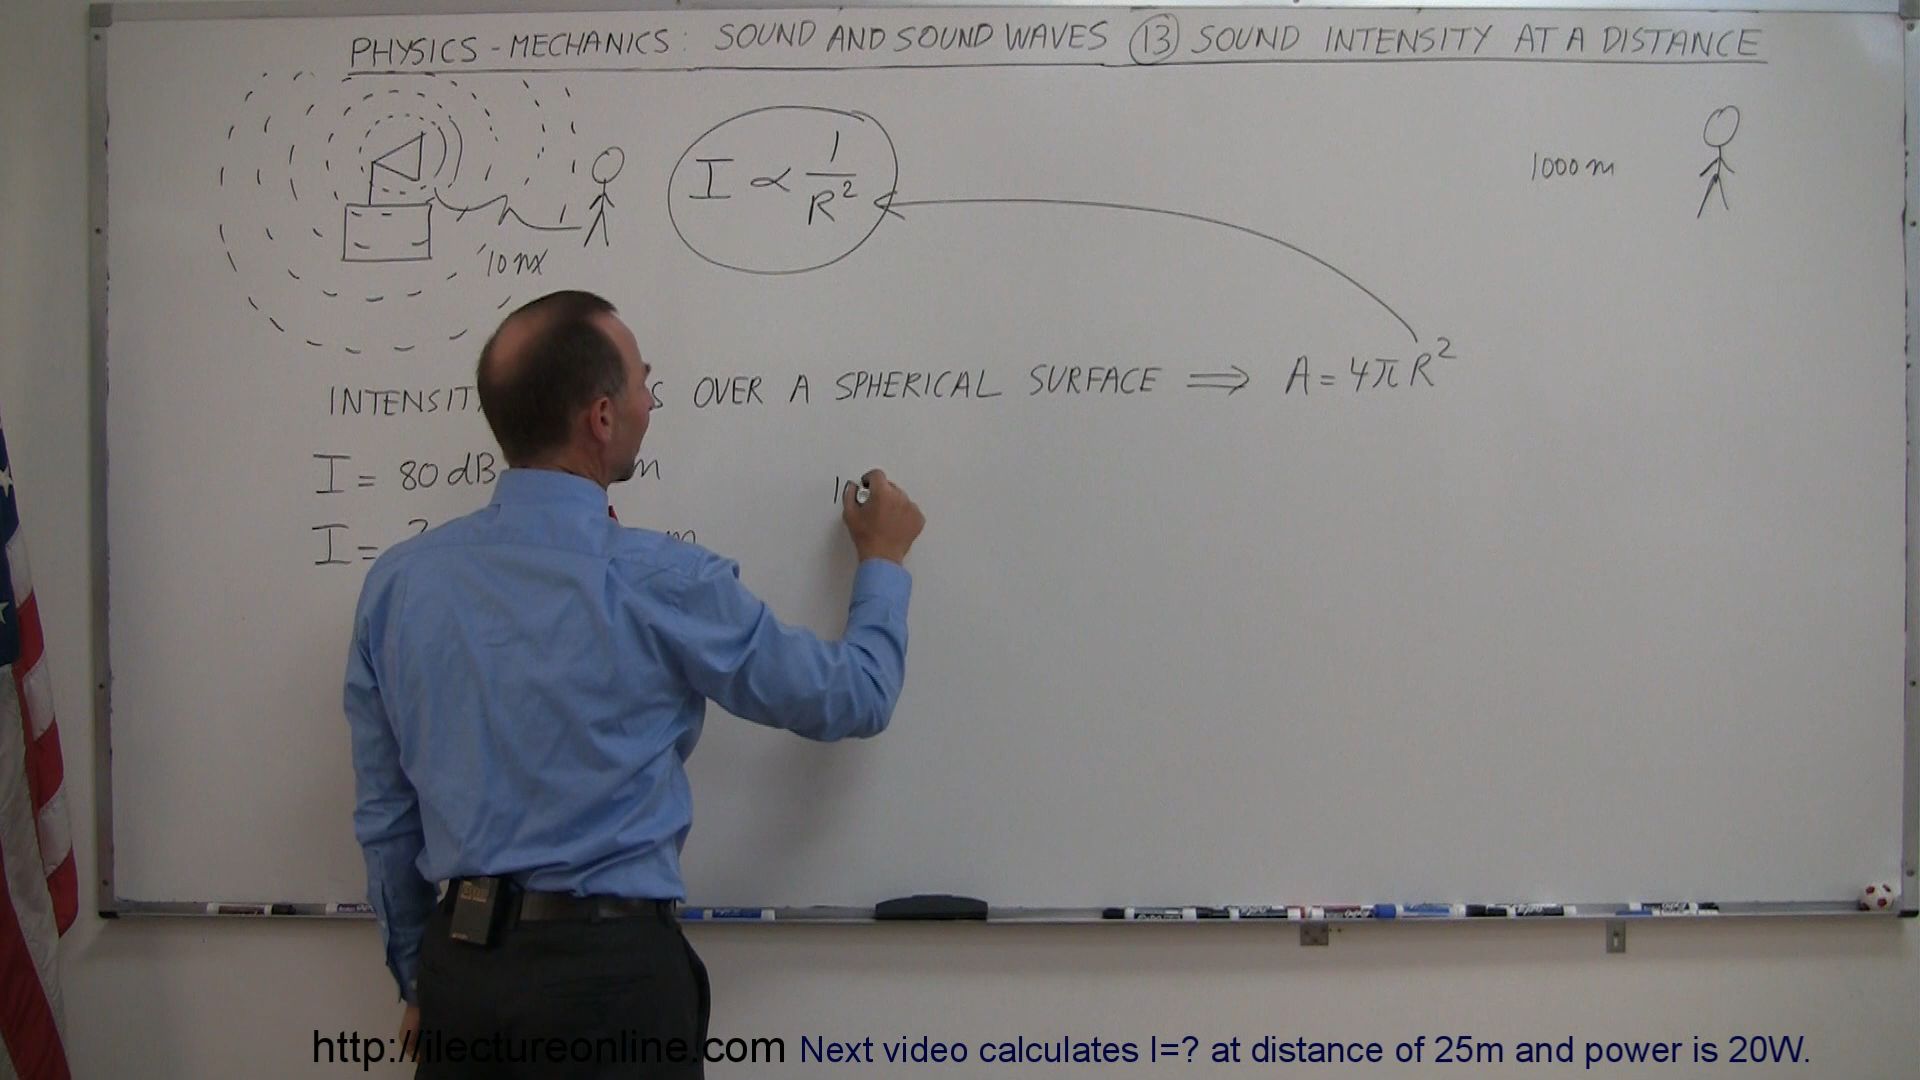 PHYSICS - MECHANICS: SOUND AND SOUND WAVES (13) SOUND INTENSITY AT A DISTANCE
I ∝ 1/R²
1000 m
10 m
OVER A SPHERICAL SURFACE ⟹ A = 4πR²
I = 80 dB m
I = ? m
http://ilectureonline.com Next video calculates I=? at distance of 25m and power is 20W.